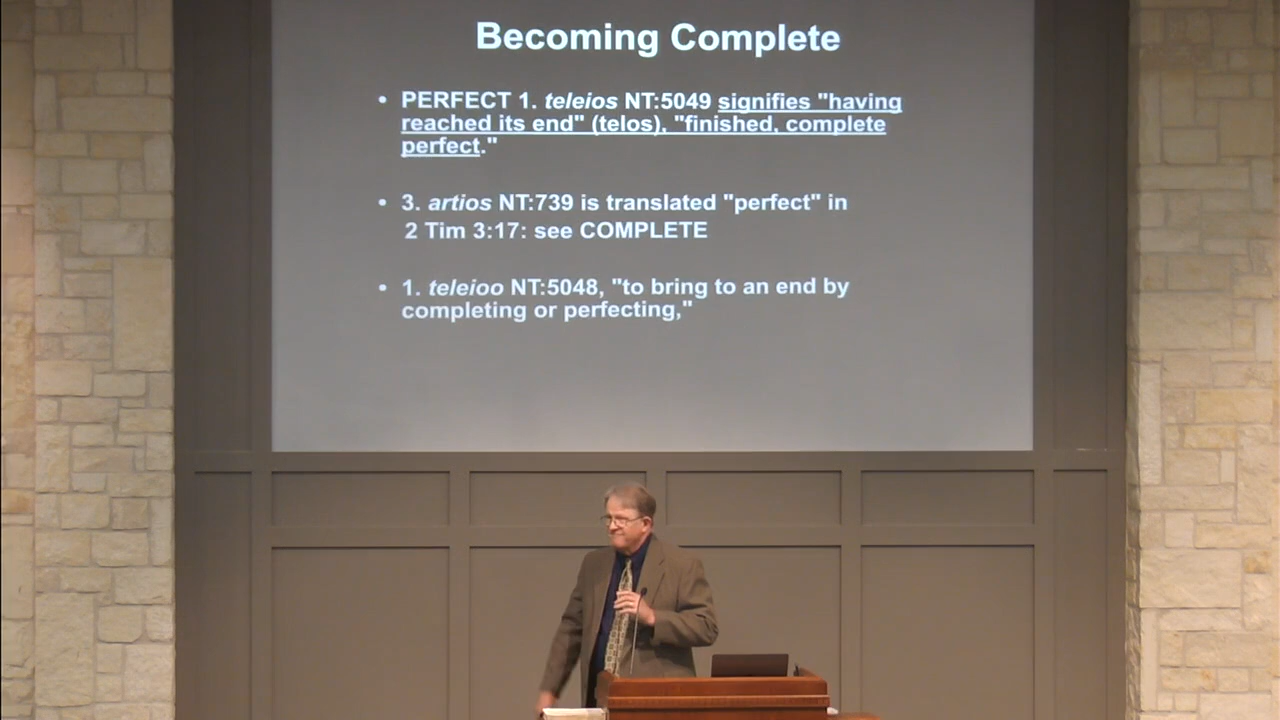 Becoming Complete
• PERFECT 1. teleios NT:5049 signifies "having
reached its end" (telos), "finished, complete
perfect."
• 3. artios NT:739 is translated "perfect" in
2 Tim 3:17: see COMPLETE
• 1. teleioo NT:5048, "to bring to an end by
completing or perfecting,"